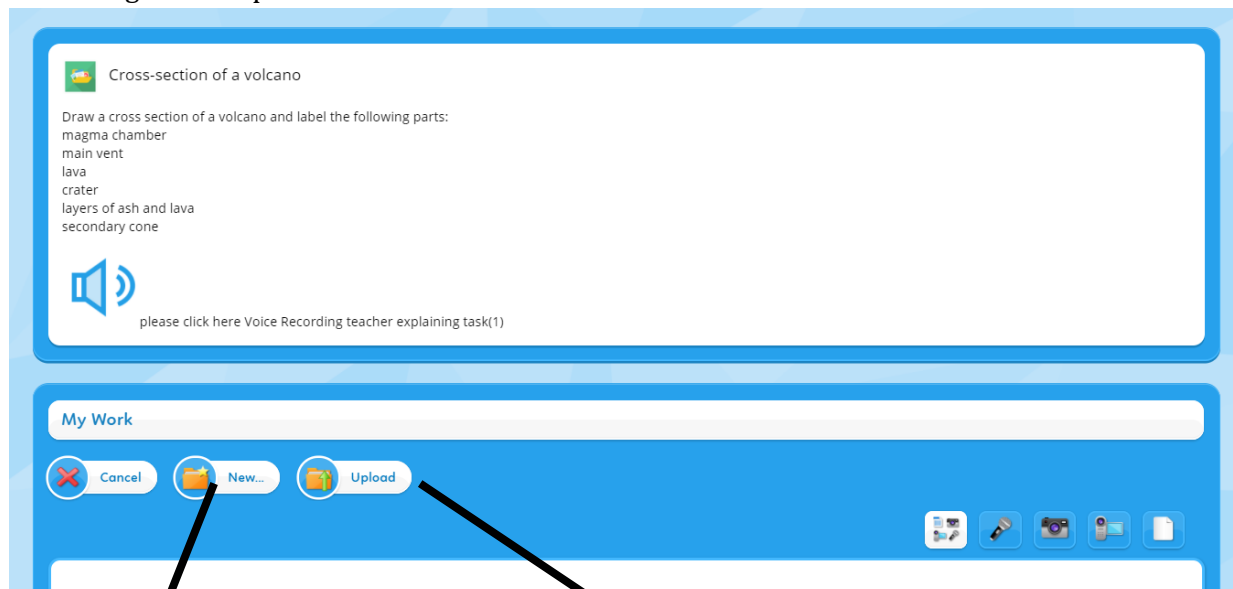 Cross-section of a volcano
Draw a cross section of a volcano and label the following parts:
magma chamber
main vent
lava
crater
layers of ash and lava
secondary cone
please click here Voice Recording teacher explaining task(1)
My Work
Cancel New... Upload